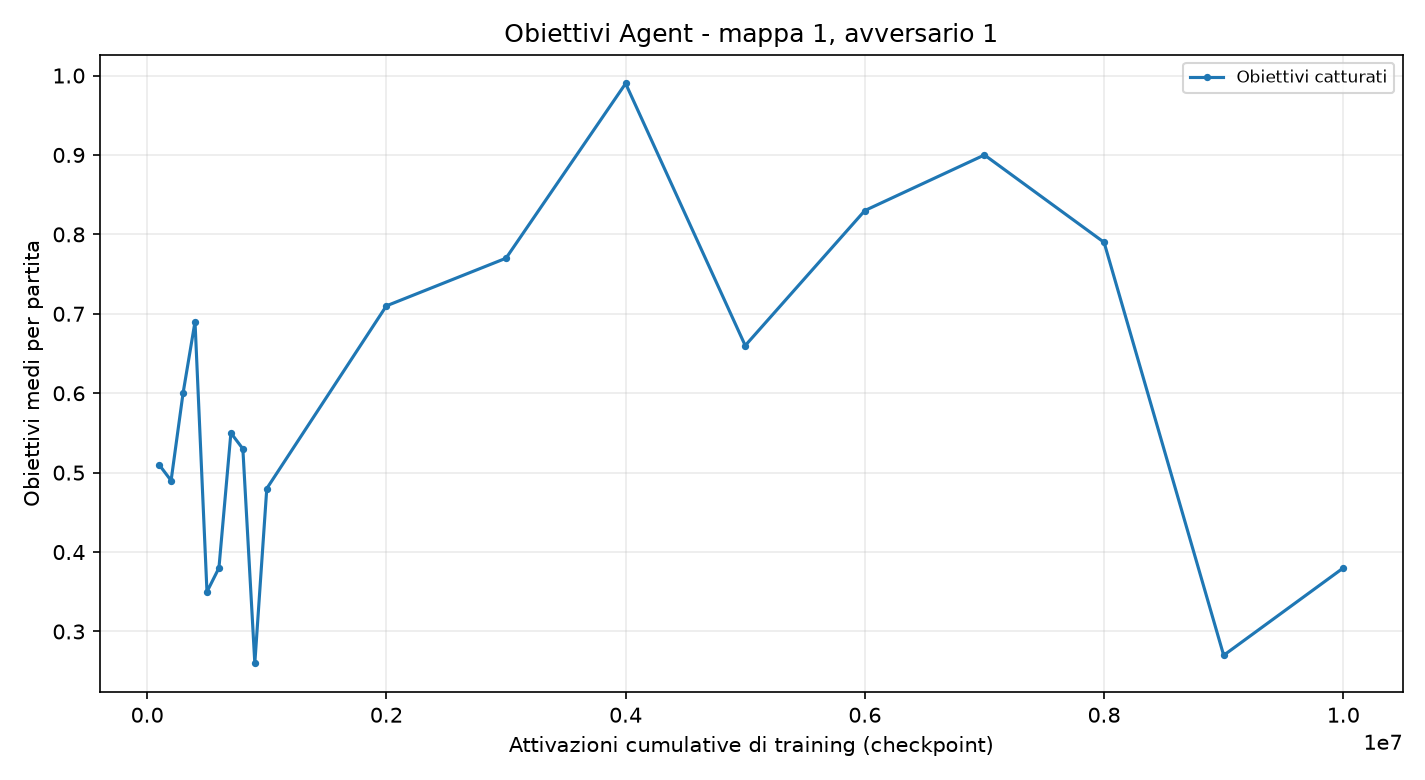 Obiettivi Agent - mappa 1, avversario 1
Obiettivi catturati
Obiettivi medi per partita
1.0
0.9
0.8
0.7
0.6
0.5
0.4
0.3
0.0 0.2 0.4 0.6 0.8 1.0
1e7
Attivazioni cumulative di training (checkpoint)